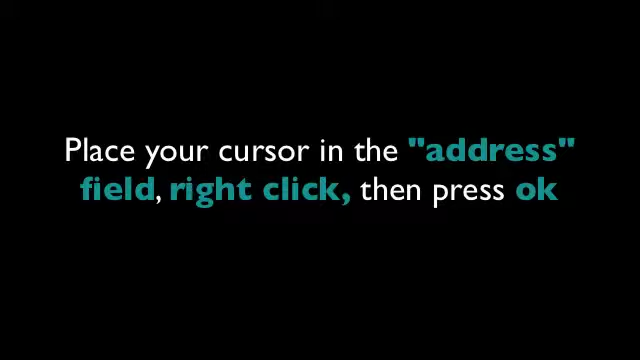 Place your cursor in the "address"
field, right click, then press ok